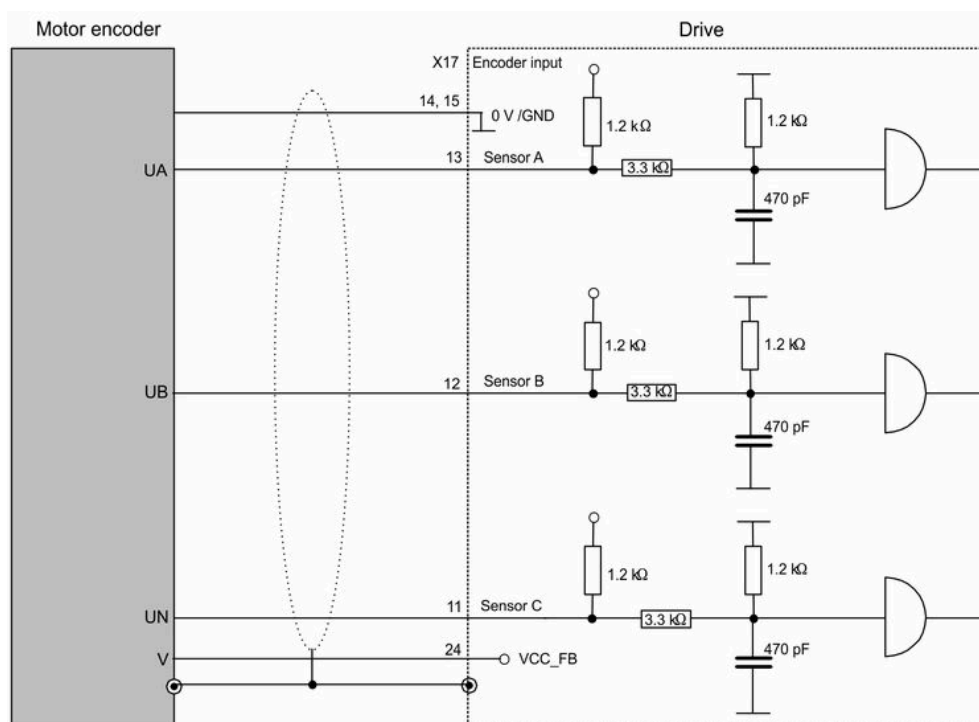 Motor encoder
Drive
X17 Encoder input
14, 15
0 V /GND
1.2 kΩ
1.2 kΩ
UA
13
Sensor A
3.3 kΩ
470 pF
1.2 kΩ
1.2 kΩ
UB
12
Sensor B
3.3 kΩ
470 pF
1.2 kΩ
1.2 kΩ
UN
11
Sensor C
3.3 kΩ
470 pF
V
24
VCC_FB